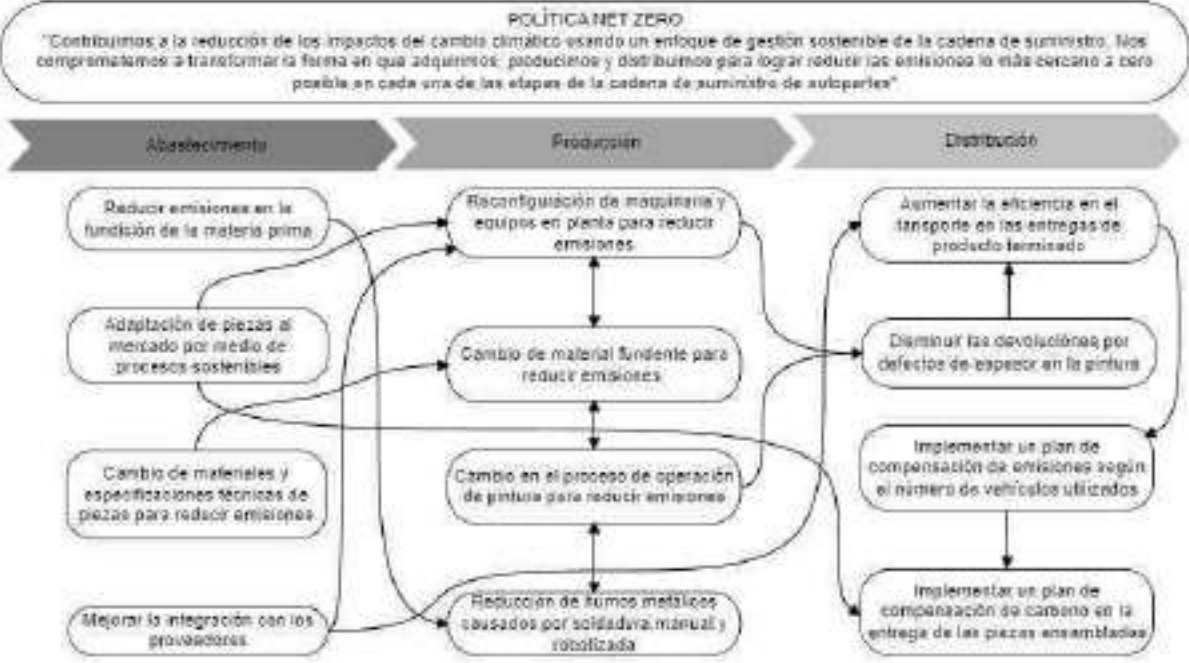 POLÍTICA NET ZERO
"Contribuimos a la reducción de los impactos del cambio climático usando un enfoque de gestión sostenible de la cadena de suministro. Nos
comprometemos a transformar la forma en que adquirimos, producimos y distribuimos para lograr reducir las emisiones lo más cercano a cero
posible en cada una de las etapas de la cadena de suministro de autopartes"
Abastecimiento
Producción
Distribución
Reducir emisiones en la
fundición de la materia prima
Adaptación de piezas al
mercado por medio de
procesos sostenibles
Cambio de materiales y
especificaciones técnicas de
piezas para reducir emisiones
Mejorar la integración con los
proveedores
Reconfiguración de maquinaria y
equipos en planta para reducir
emisiones
Cambio de material fundente para
reducir emisiones
Cambio en el proceso de operación
de pintura para reducir emisiones
Reducción de humos metálicos
causados por soldadura manual y
robotizada
Aumentar la eficiencia en el
transporte en las entregas de
producto terminado
Disminuir las devoluciones por
defectos de espesor en la pintura
Implementar un plan de
compensación de emisiones según
el número de vehículos utilizados
Implementar un plan de
compensación de carbono en la
entrega de las piezas ensambladas